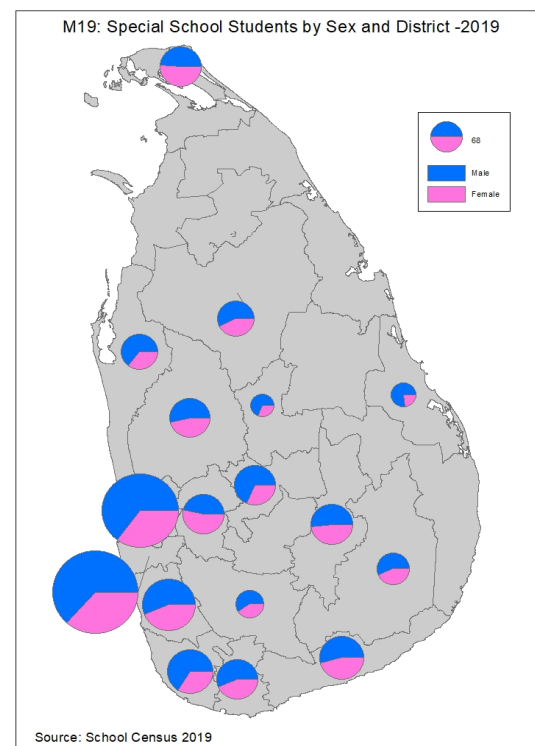 M19: Special School Students by Sex and District -2019
68
Male
Female
Source: School Census 2019